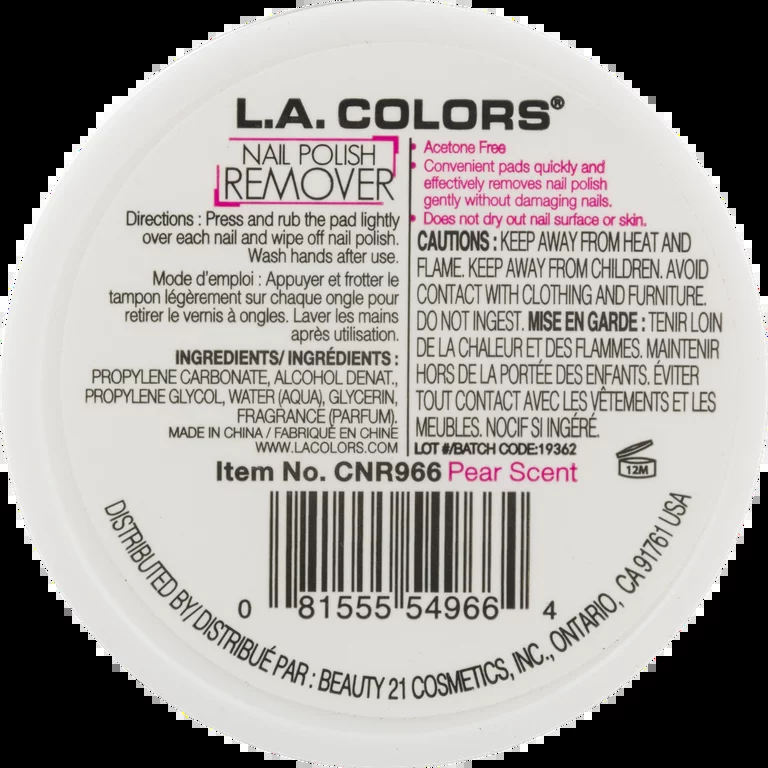 L.A. COLORS®
NAIL POLISH
REMOVER
Directions : Press and rub the pad lightly
over each nail and wipe off nail polish.
Wash hands after use.
Mode d'emploi : Appuyer et frotter le
tampon légèrement sur chaque ongle pour
retirer le vernis à ongles. Laver les mains
après utilisation.
INGREDIENTS/ INGRÉDIENTS :
PROPYLENE CARBONATE, ALCOHOL DENAT.,
PROPYLENE GLYCOL, WATER (AQUA), GLYCERIN,
FRAGRANCE (PARFUM).
MADE IN CHINA / FABRIQUÉ EN CHINE
WWW.LACOLORS.COM
• Acetone Free
• Convenient pads quickly and
effectively removes nail polish
gently without damaging nails.
• Does not dry out nail surface or skin.
CAUTIONS : KEEP AWAY FROM HEAT AND
FLAME. KEEP AWAY FROM CHILDREN. AVOID
CONTACT WITH CLOTHING AND FURNITURE.
DO NOT INGEST. MISE EN GARDE : TENIR LOIN
DE LA CHALEUR ET DES FLAMMES. MAINTENIR
HORS DE LA PORTÉE DES ENFANTS. ÉVITER
TOUT CONTACT AVEC LES VÊTEMENTS ET LES
MEUBLES. NOCIF SI INGÉRÉ.
LOT #/BATCH CODE:19362
12M
Item No. CNR966 Pear Scent
0 81555 54966 4
DISTRIBUTED BY/ DISTRIBUÉ PAR : BEAUTY 21 COSMETICS, INC., ONTARIO, CA 91761 USA